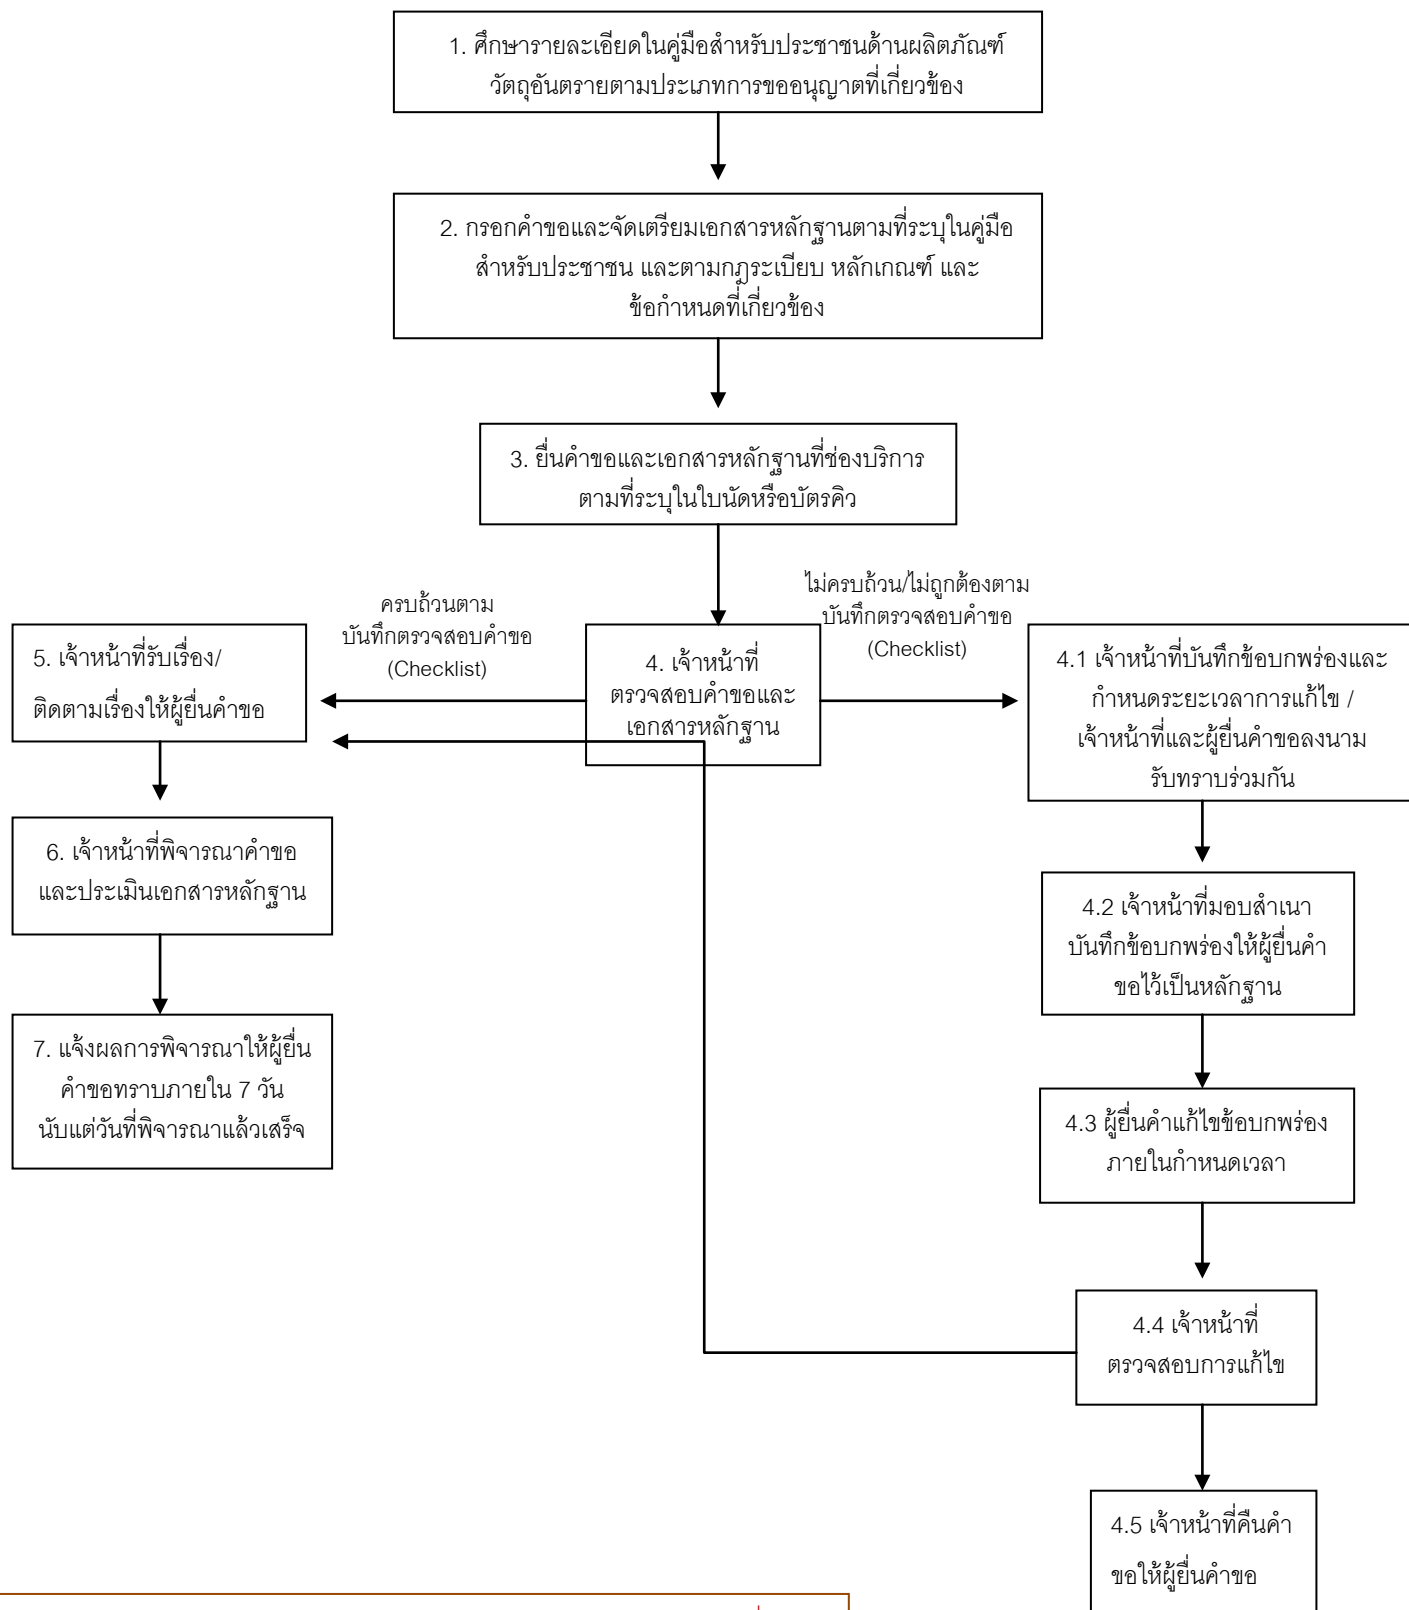 1. ศึกษารายละเอียดในคู่มือสำหรับประชาชนด้านผลิตภัณฑ์
วัตถุอันตรายตามประเภทการขออนุญาตที่เกี่ยวข้อง
2. กรอกคำขอและจัดเตรียมเอกสารหลักฐานตามที่ระบุในคู่มือ
สำหรับประชาชน และตามกฎระเบียบ หลักเกณฑ์ และ
ข้อกำหนดที่เกี่ยวข้อง
3. ยื่นคำขอและเอกสารหลักฐานที่ช่องบริการ
ตามที่ระบุในใบนัดหรือบัตรคิว
4. เจ้าหน้าที่
ตรวจสอบคำขอและ
เอกสารหลักฐาน
ครบถ้วนตาม
บันทึกตรวจสอบคำขอ
(Checklist)
5. เจ้าหน้าที่รับเรื่อง/
ติดตามเรื่องให้ผู้ยื่นคำขอ
6. เจ้าหน้าที่พิจารณาคำขอ
และประเมินเอกสารหลักฐาน
7. แจ้งผลการพิจารณาให้ผู้ยื่น
คำขอทราบภายใน 7 วัน
นับแต่วันที่พิจารณาแล้วเสร็จ
ไม่ครบถ้วน/ไม่ถูกต้องตาม
บันทึกตรวจสอบคำขอ
(Checklist)
4.1 เจ้าหน้าที่บันทึกข้อบกพร่องและ
กำหนดระยะเวลาการแก้ไข /
เจ้าหน้าที่และผู้ยื่นคำขอลงนาม
รับทราบร่วมกัน
4.2 เจ้าหน้าที่มอบสำเนา
บันทึกข้อบกพร่องให้ผู้ยื่นคำ
ขอไว้เป็นหลักฐาน
4.3 ผู้ยื่นคำแก้ไขข้อบกพร่อง
ภายในกำหนดเวลา
4.4 เจ้าหน้าที่
ตรวจสอบการแก้ไข
4.5 เจ้าหน้าที่คืนคำ
ขอให้ผู้ยื่นคำขอ